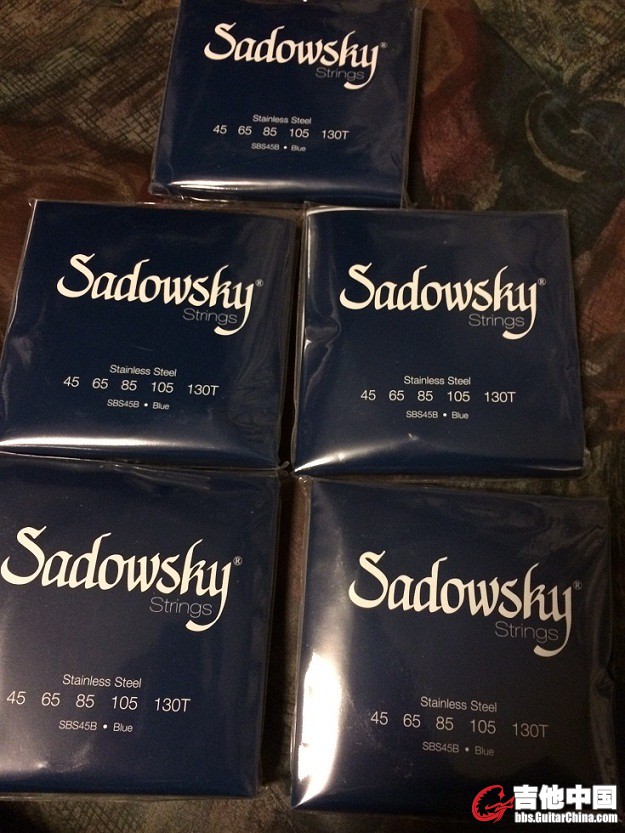 Sadowsky®
Strings
Stainless Steel
45 65 85 105 130T
SBS45B • Blue
Sadowsky®
Strings
Stainless Steel
45 65 85 105 130T
SBS45B • Blue
Sadowsky®
Strings
Stainless Steel
45 65 85 105 130T
SBS45B • Blue
Sadowsky®
Strings
Stainless Steel
45 65 85 105 130T
SBS45B • Blue
Sadowsky®
Strings
Stainless Steel
45 65 85 105 130T
SBS45B • Blue
吉他中国
bbs.GuitarChina.com